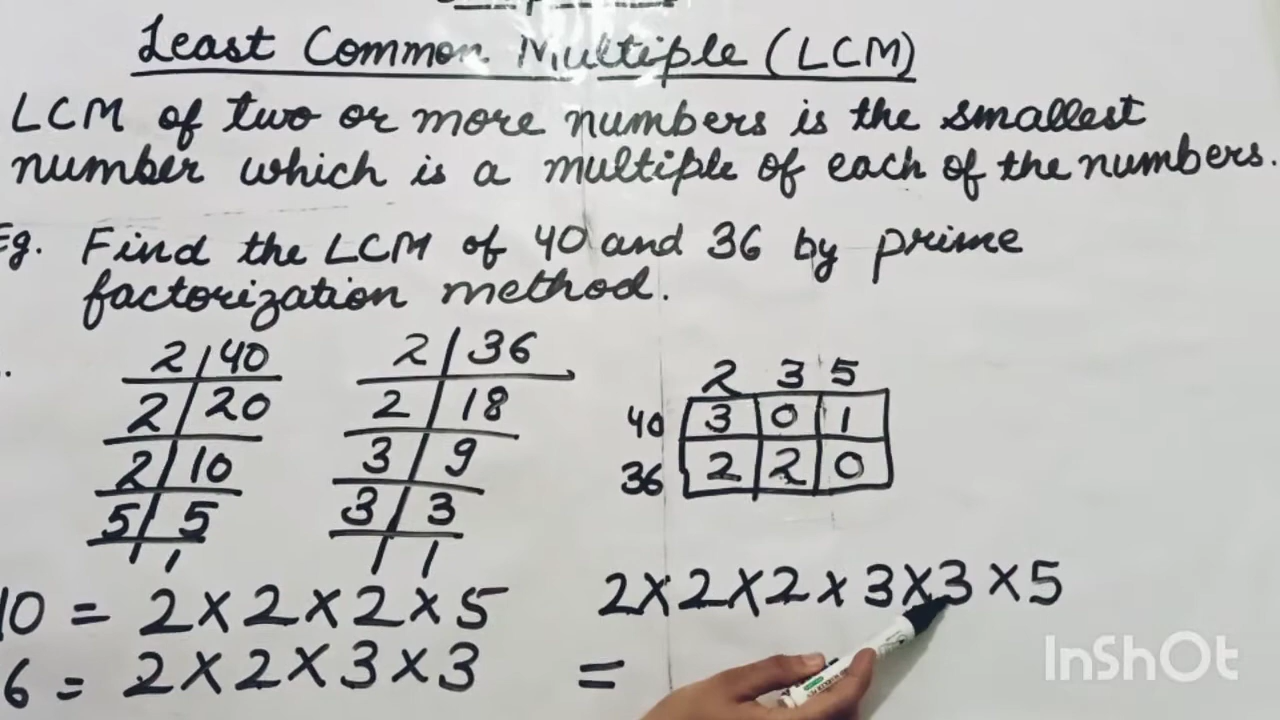 Least Common Multiple (LCM)
LCM of two or more numbers is the smallest
number which is a multiple of each of the numbers.
Eg. Find the LCM of 40 and 36 by prime
factorization method.
2 | 40
2 | 20
2 | 10
5 | 5
1
2 | 36
2 | 18
3 | 9
3 | 3
1
2 3 5
40 3 0 1
36 2 2 0
40 = 2×2×2×5
36 = 2×2×3×3
2×2×2×3×3×5
=
InShOt